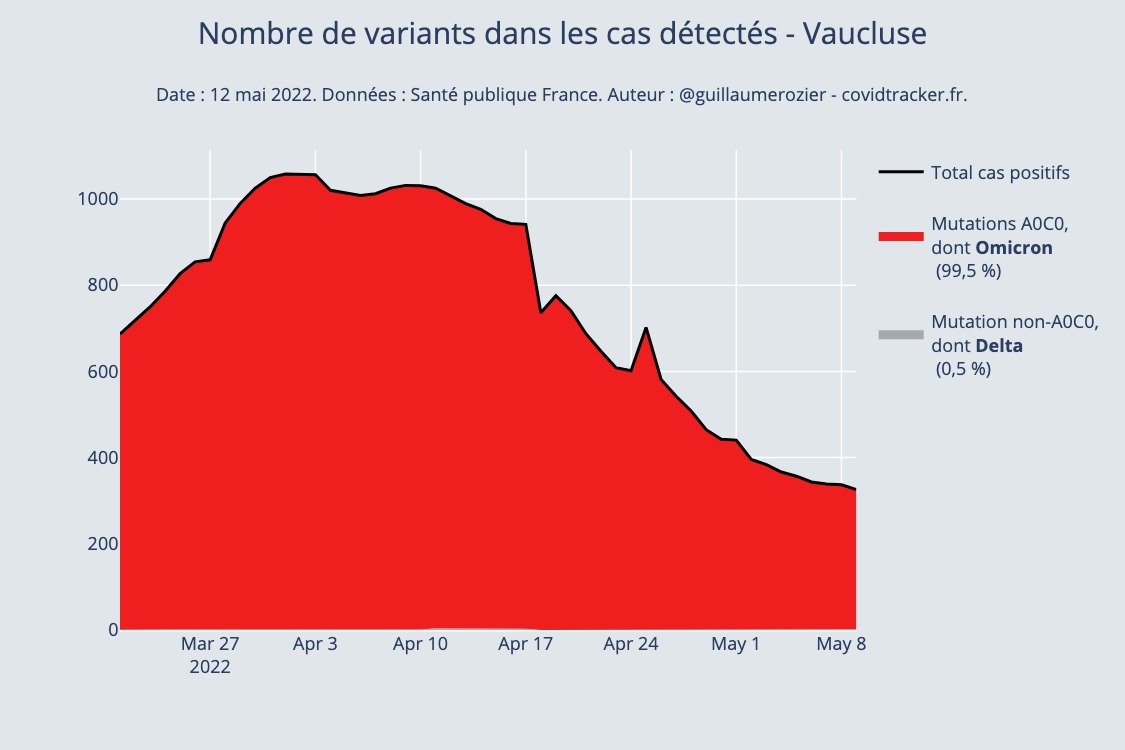 Nombre de variants dans les cas détectés - Vaucluse
Date : 12 mai 2022. Données : Santé publique France. Auteur : @guillaumerozier - covidtracker.fr.
Total cas positifs
Mutations A0C0,
dont Omicron
(99,5 %)
Mutation non-A0C0,
dont Delta
(0,5 %)
1000
800
600
400
200
0
Mar 27
2022
Apr 3
Apr 10
Apr 17
Apr 24
May 1
May 8